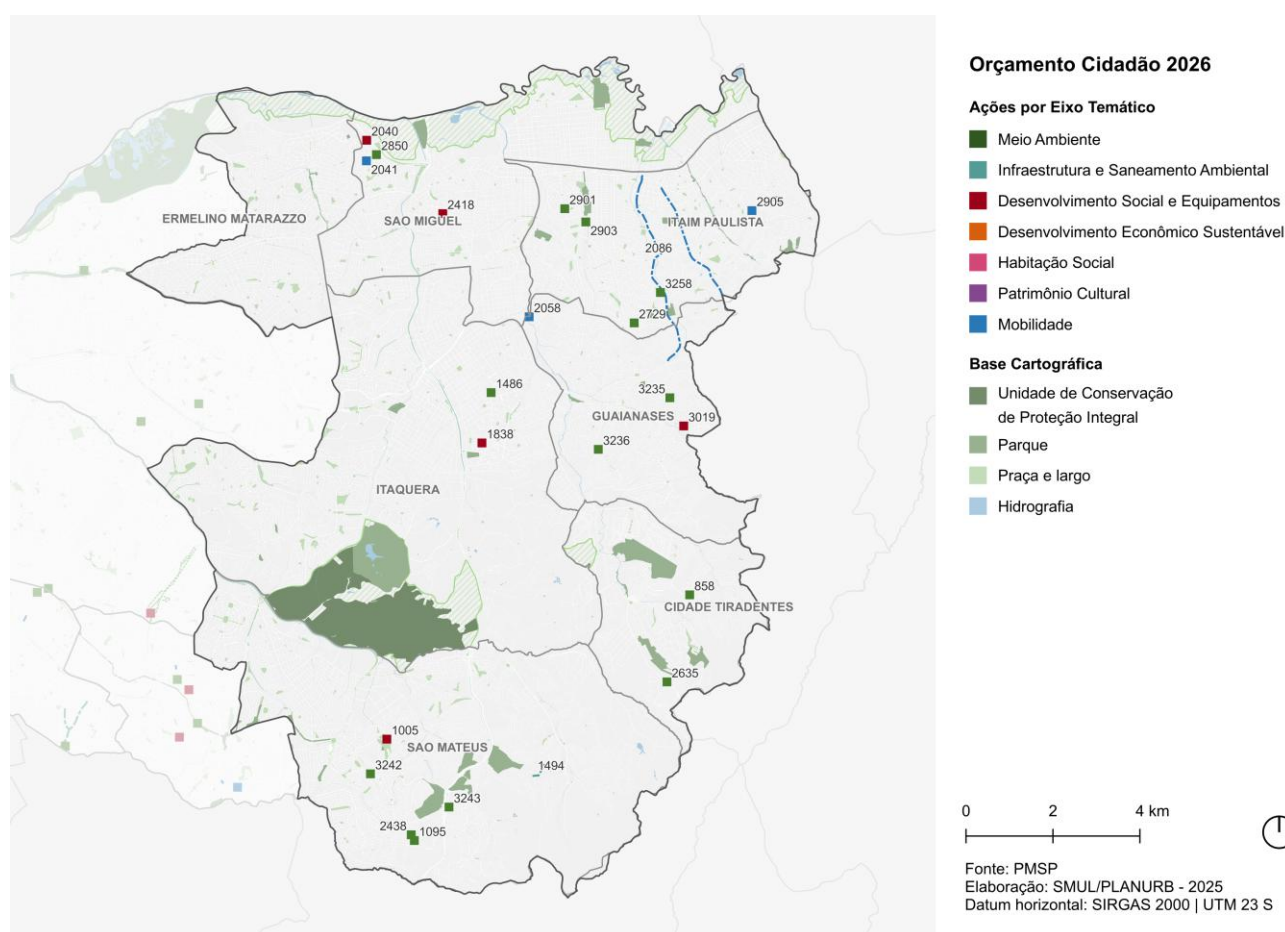 2040
2850
2041
ERMELINO MATARAZZO
2418
SAO MIGUEL
2901
2903
2905
ITAIM PAULISTA
2086
3258
2729
2058
1486
1838
3235
GUAIANASES
3019
3236
ITAQUERA
858
CIDADE TIRADENTES
2635
1005
SAO MATEUS
3242
1494
3243
2438
1095
Orçamento Cidadão 2026
Ações por Eixo Temático
Meio Ambiente
Infraestrutura e Saneamento Ambiental
Desenvolvimento Social e Equipamentos
Desenvolvimento Econômico Sustentável
Habitação Social
Patrimônio Cultural
Mobilidade
Base Cartográfica
Unidade de Conservação
de Proteção Integral
Parque
Praça e largo
Hidrografia
0 2 4 km
Fonte: PMSP
Elaboração: SMUL/PLANURB - 2025
Datum horizontal: SIRGAS 2000 | UTM 23 S